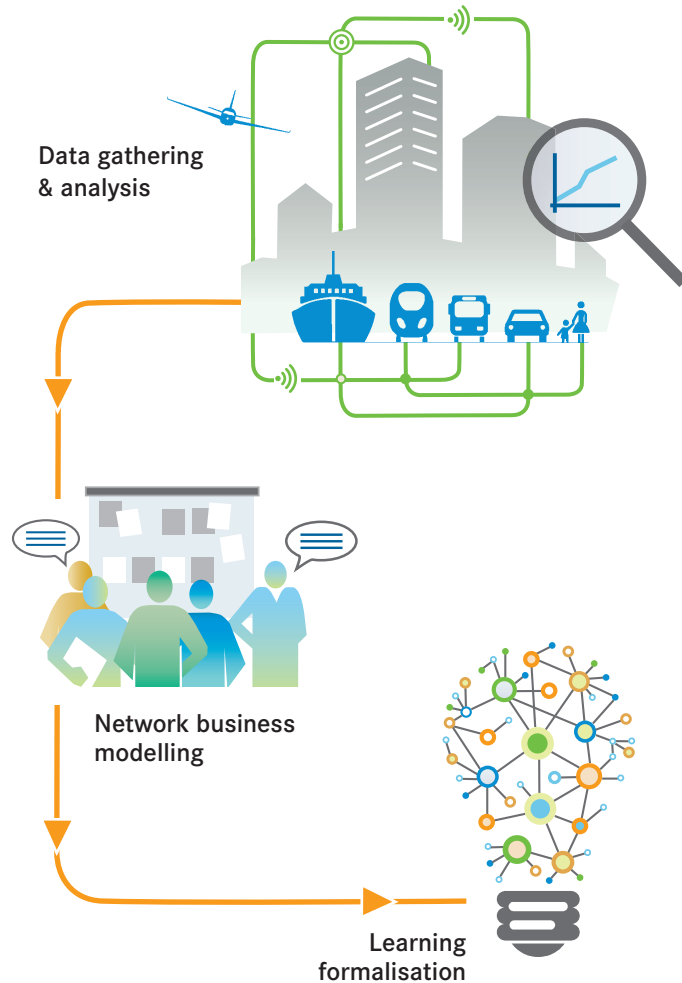 Data gathering
& analysis
Network business
modelling
Learning
formalisation